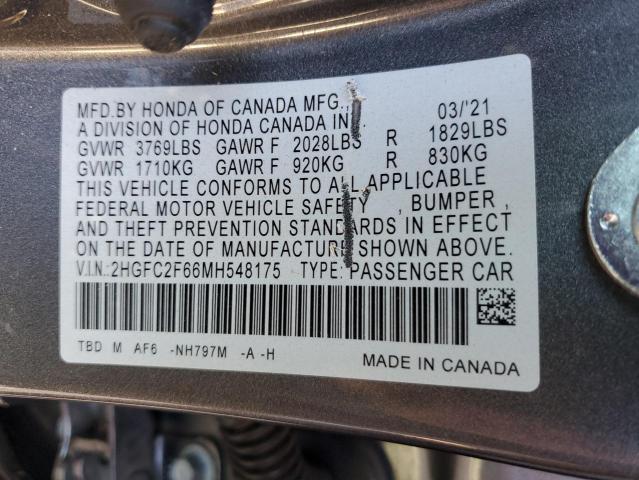 MFD.BY HONDA OF CANADA MFG., 03/'21
A DIVISION OF HONDA CANADA IN
GVWR 3769LBS GAWR F 2028LBS R 1829LBS
GVWR 1710KG GAWR F 920KG R 830KG
THIS VEHICLE CONFORMS TO ALL APPLICABLE
FEDERAL MOTOR VEHICLE SAFETY , BUMPER ,
AND THEFT PREVENTION STANDARDS IN EFFECT
ON THE DATE OF MANUFACTURE SHOWN ABOVE.
V.I.N.:2HGFC2F66MH548175 TYPE:PASSENGER CAR
TBD M AF6 -NH797M -A -H
MADE IN CANADA